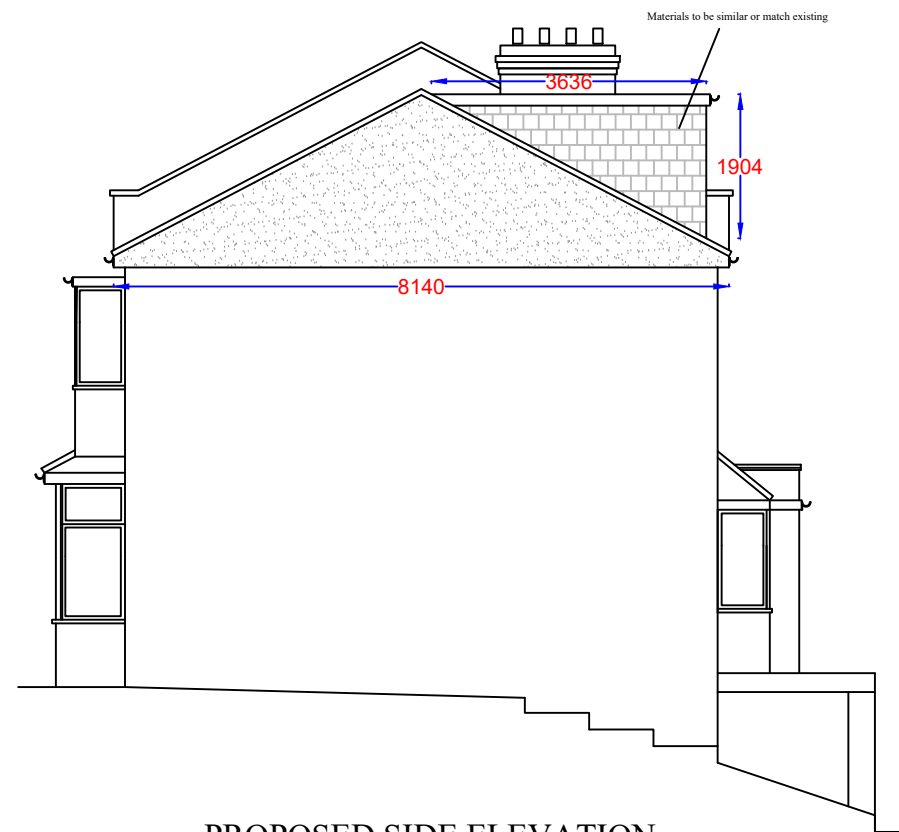 Materials to be similar or match existing
3636
1904
8140
PROPOSED SIDE ELEVATION